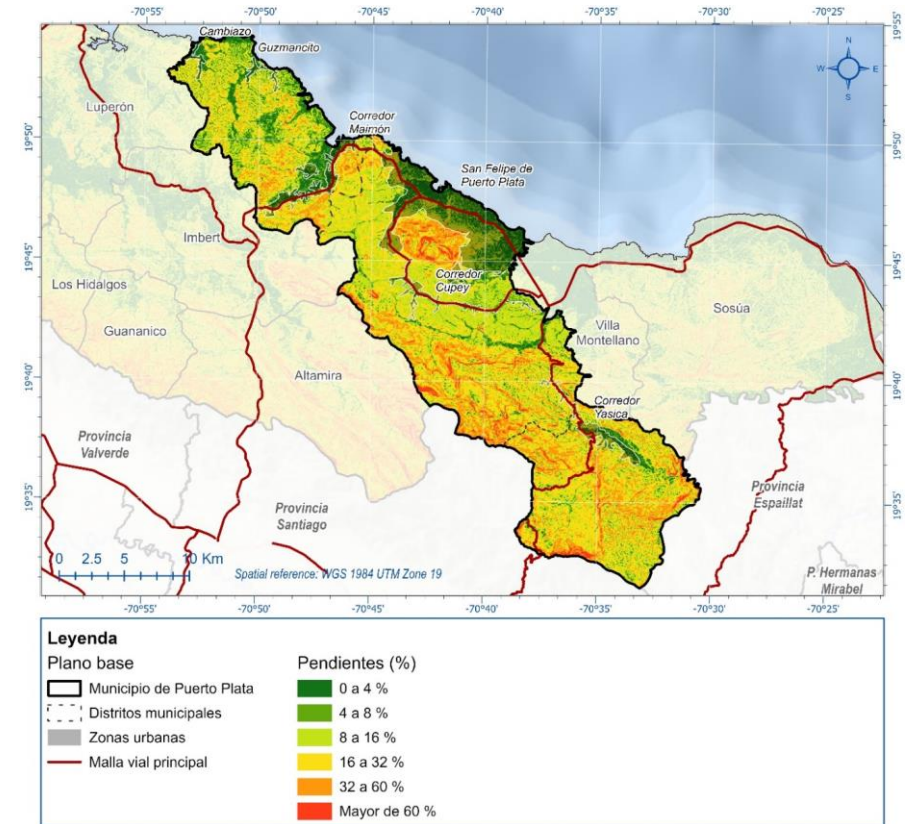 -70°55' -70°50' -70°45' -70°40' -70°35' -70°30' -70°25'
19°55'
Cambiazo
Guzmancito
N
W E
S
Luperón
19°50' 19°50'
Corredor
Maimón
San Felipe de
Puerto Plata
Imbert
19°45' 19°45'
Corredor
Cupey
Los Hidalgos
Sosúa
Villa
Montellano
Guananico
19°40' 19°40'
Altamira
Corredor
Yasica
Provincia
Valverde
19°35' 19°35'
Provincia
Espaillat
Provincia
Santiago
0 2.5 5 10 Km
Spatial reference: WGS 1984 UTM Zone 19
P. Hermanas
Mirabel
-70°55' -70°50' -70°45' -70°40' -70°35' -70°30' -70°25'
Leyenda
Plano base
Municipio de Puerto Plata
Distritos municipales
Zonas urbanas
Malla vial principal
Pendientes (%)
0 a 4 %
4 a 8 %
8 a 16 %
16 a 32 %
32 a 60 %
Mayor de 60 %